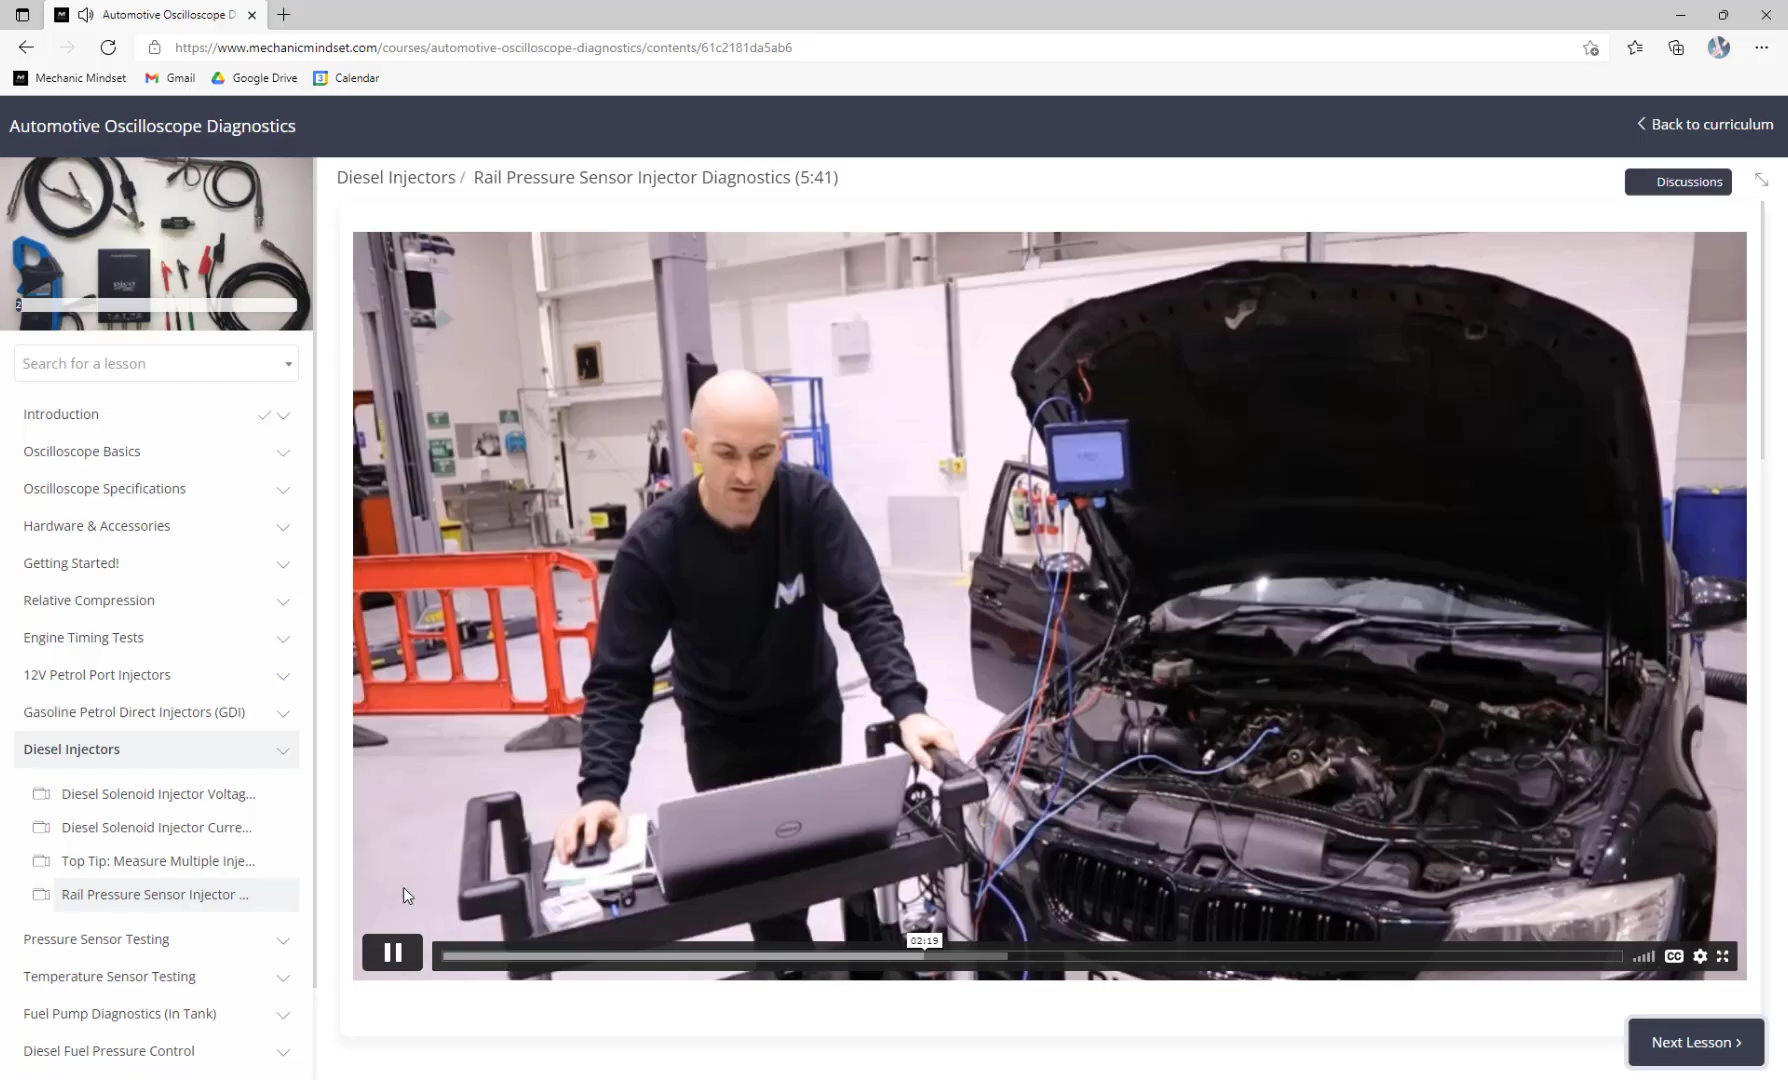 Automotive Oscilloscope D
https://www.mechanicmindset.com/courses/automotive-oscilloscope-diagnostics/contents/61c2181da5ab6
Mechanic Mindset
Gmail
Google Drive
Calendar
Automotive Oscilloscope Diagnostics
Back to curriculum
Diesel Injectors / Rail Pressure Sensor Injector Diagnostics (5:41)
Discussions
Search for a lesson
Introduction
Oscilloscope Basics
Oscilloscope Specifications
Hardware & Accessories
Getting Started!
Relative Compression
Engine Timing Tests
12V Petrol Port Injectors
Gasoline Petrol Direct Injectors (GDI)
Diesel Injectors
Diesel Solenoid Injector Voltag...
Diesel Solenoid Injector Curre...
Top Tip: Measure Multiple Inje...
Rail Pressure Sensor Injector ...
Pressure Sensor Testing
Temperature Sensor Testing
Fuel Pump Diagnostics (In Tank)
Diesel Fuel Pressure Control
02:19
CC
Next Lesson